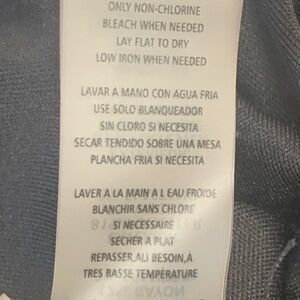 ONLY NON-CHLORINE
BLEACH WHEN NEEDED
LAY FLAT TO DRY
LOW IRON WHEN NEEDED
LAVAR A MANO CON AGUA FRIA
USE SOLO BLANQUEADOR
SIN CLORO SI NECESITA
SECAR TENDIDO SOBRE UNA MESA
PLANCHA FRIA SI NECESITA
LAVER A LA MAIN A L EAU FROIDE
BLANCHIR SANS CHLORE
SI NECESSAIRE
SECHER A PLAT
REPASSER,ALI BESOIN,À
TRES BASSE TEMPÉRATURE